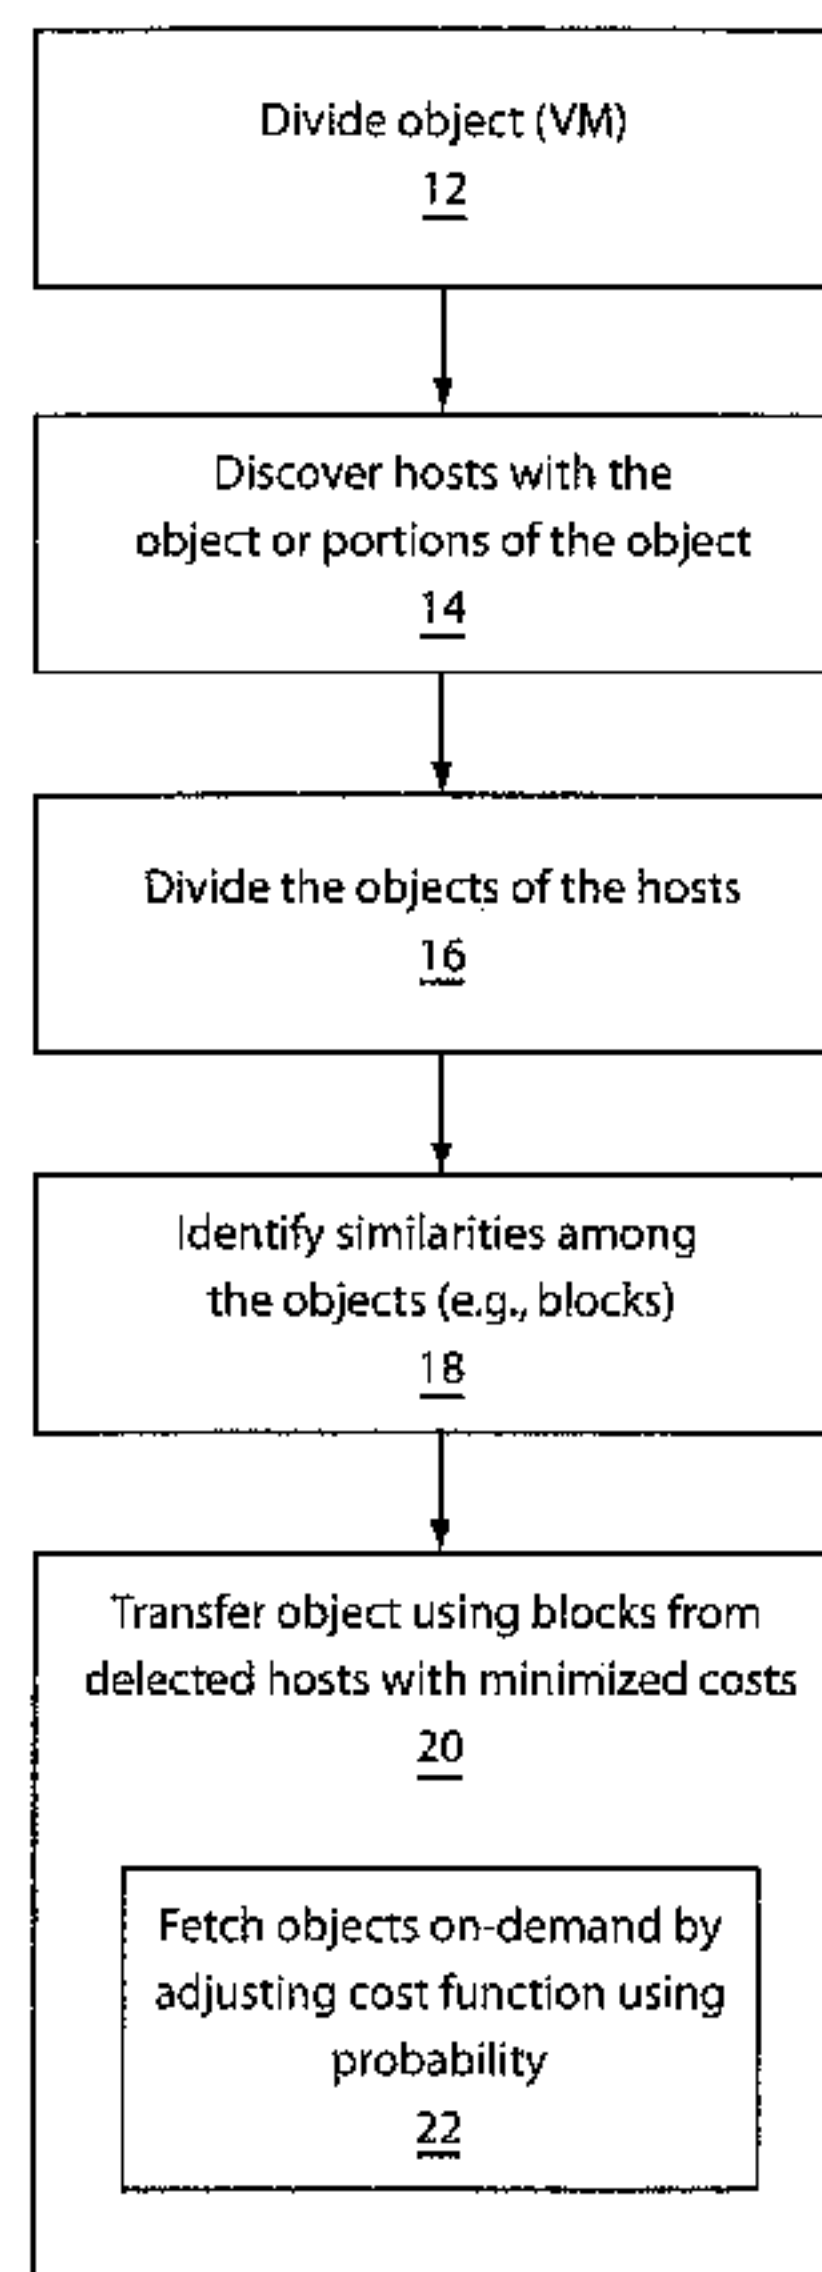 Divide object (VM)
12
Discover hosts with the
object or portions of the object
14
Divide the objects of the hosts
16
Identify similarities among
the objects (e.g., blocks)
18
Transfer object using blocks from
delected hosts with minimized costs
20
Fetch objects on-demand by
adjusting cost function using
probability
22